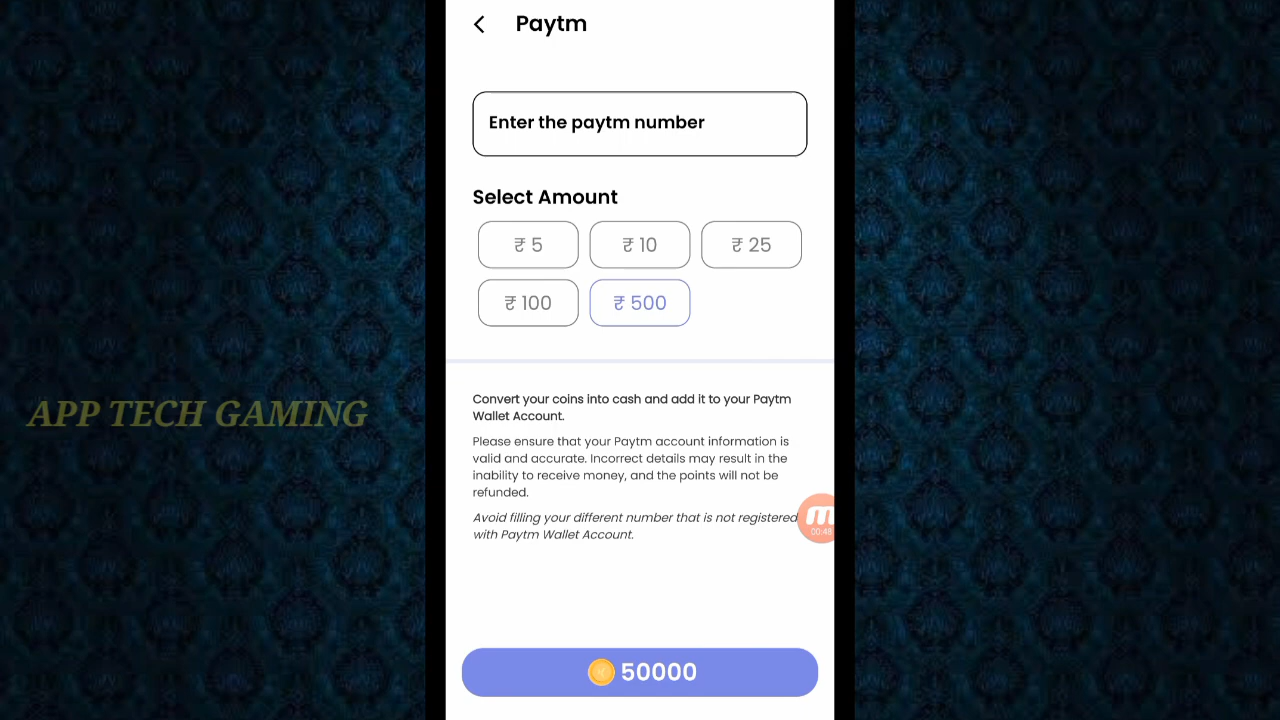 Paytm
Enter the paytm number
Select Amount
₹ 5
₹ 10
₹ 25
₹ 100
₹ 500
APP TECH GAMING
Convert your coins into cash and add it to your Paytm
Wallet Account.
Please ensure that your Paytm account information is
valid and accurate. Incorrect details may result in the
inability to receive money, and the points will not be
refunded.
Avoid filling your different number that is not registered
with Paytm Wallet Account.
00:48
50000